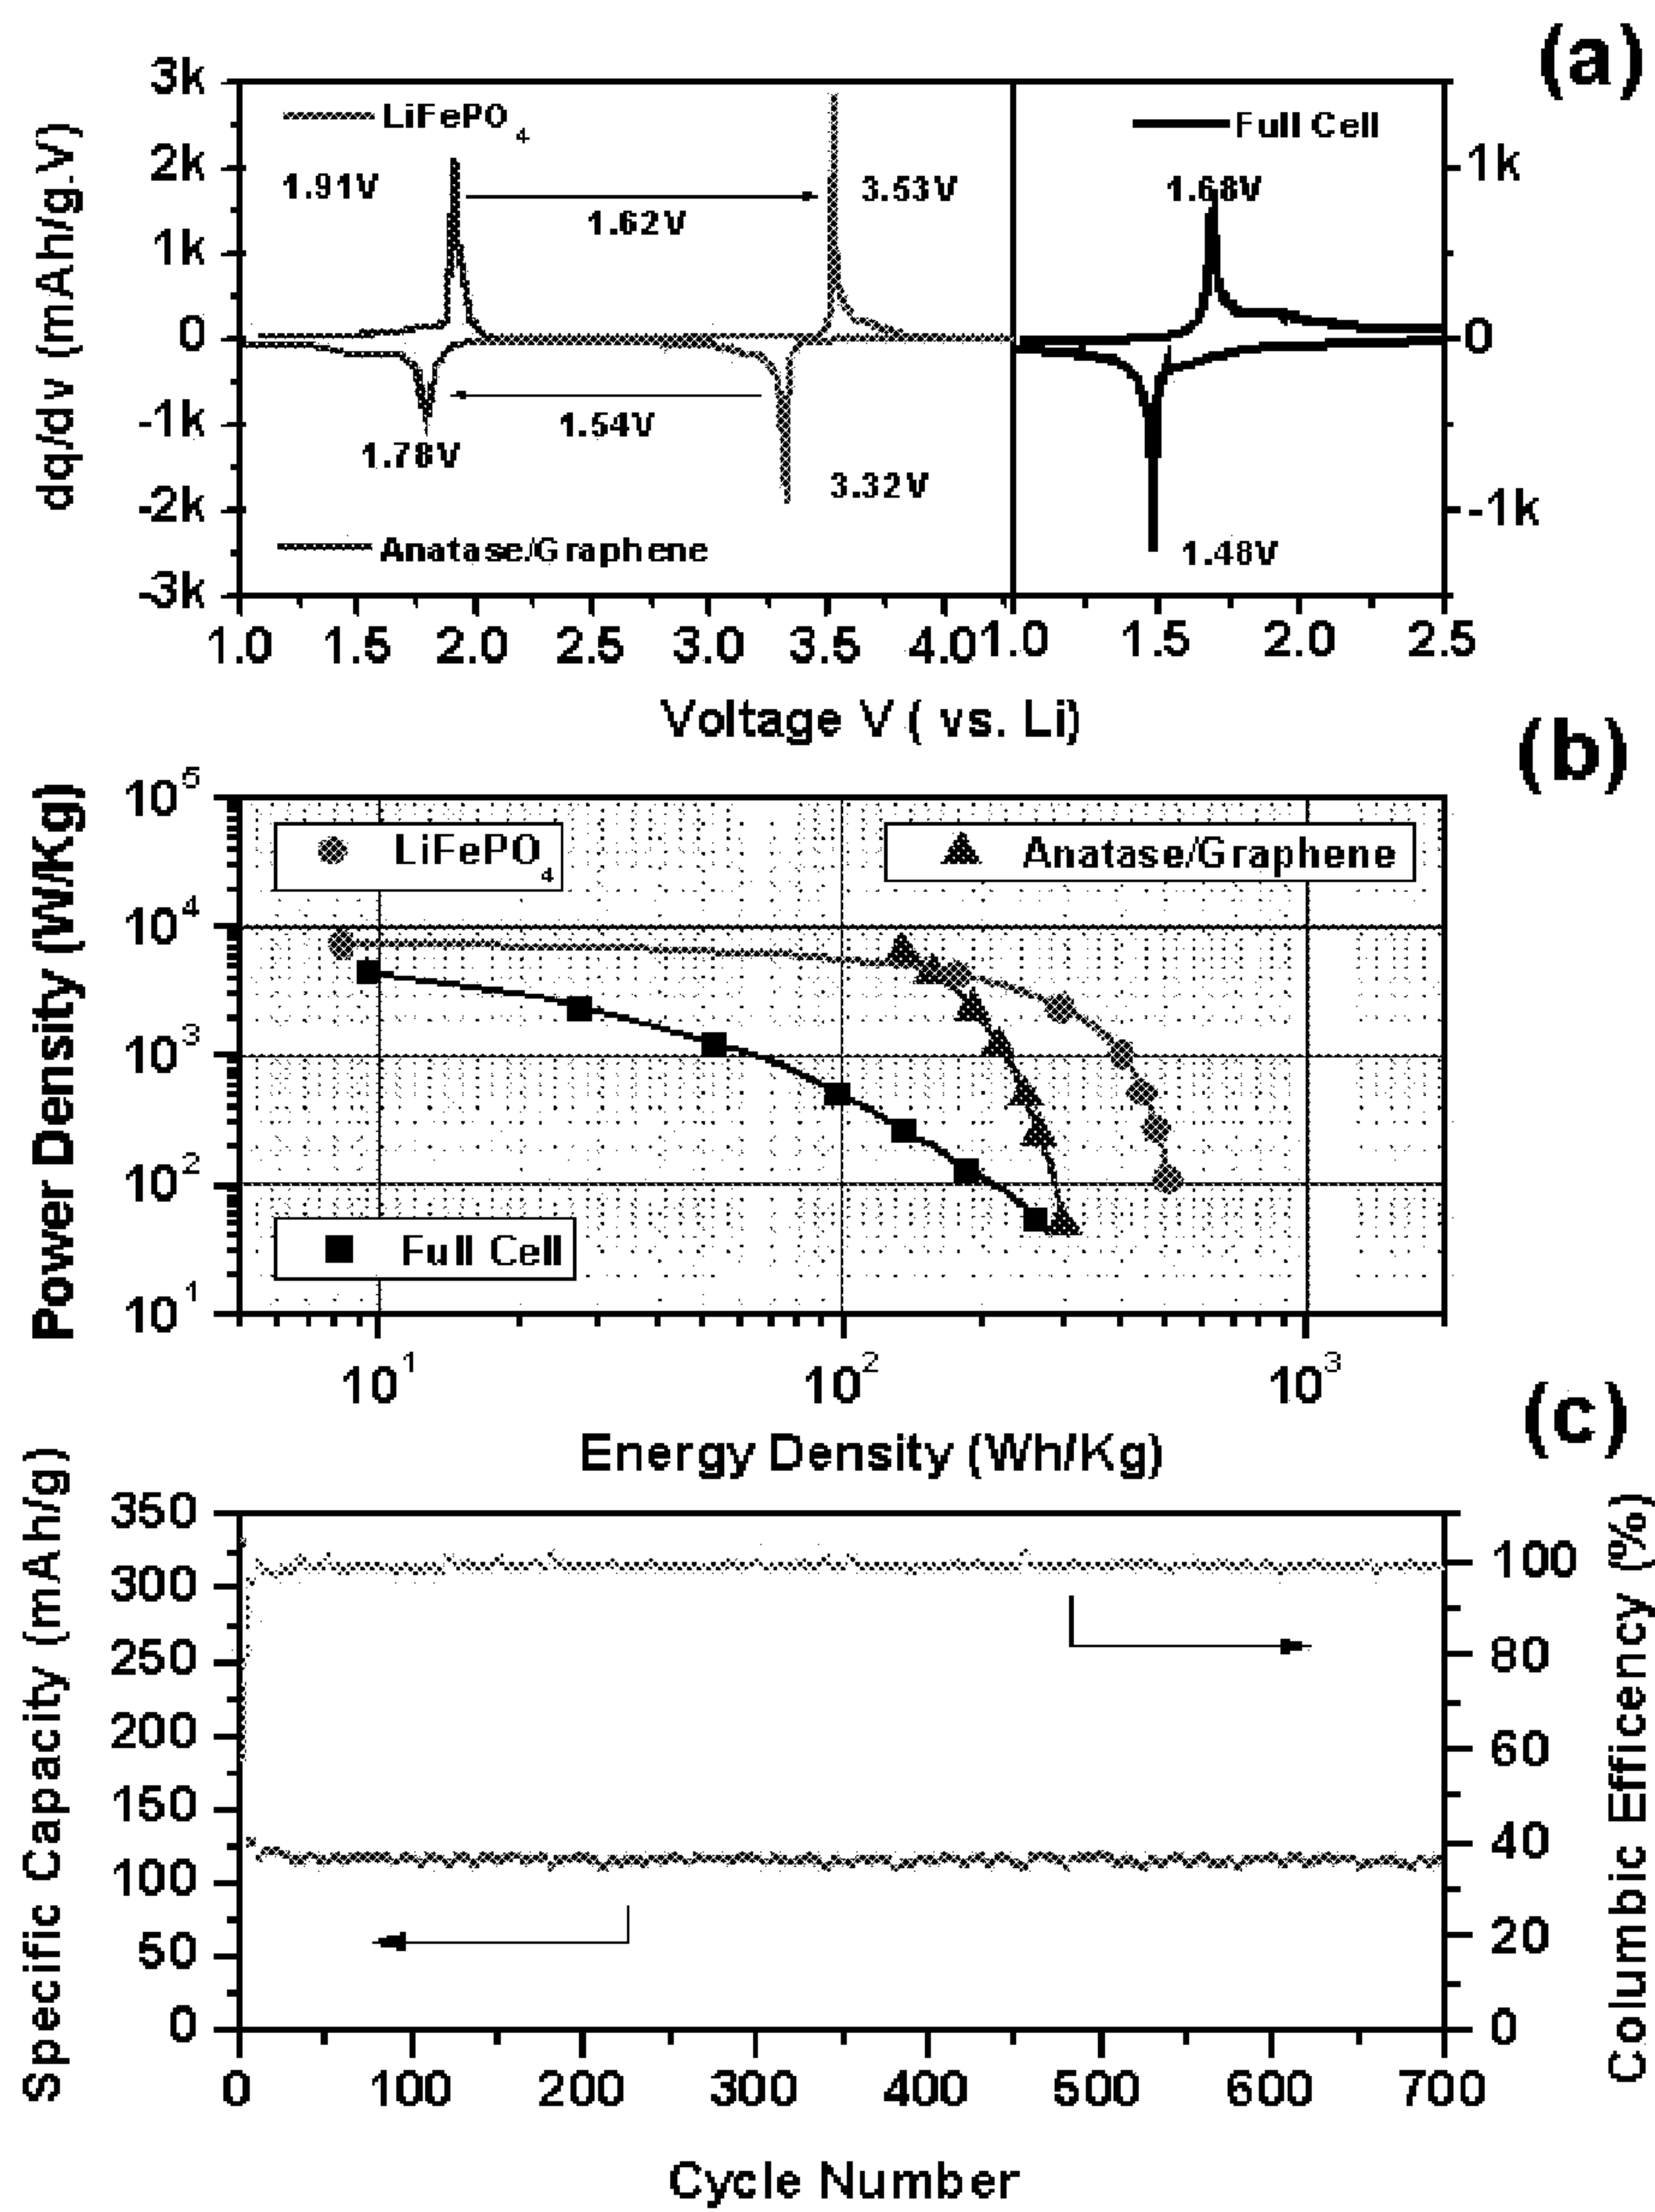 (a)
3k
2k
1k
0
-1k
-2k
-3k
dq/dv (mAh/g.V)
LiFePO4
1.91V
1.62V
3.53V
1.54V
1.78V
3.32V
Anatase/Graphene
Full Cell
1.68V
1.48V
1k
0
-1k
1.0 1.5 2.0 2.5 3.0 3.5 4.0 1.0 1.5 2.0 2.5
Voltage V ( vs. Li)
(b)
10^5
10^4
10^3
10^2
10^1
Power Density (W/Kg)
LiFePO4
Anatase/Graphene
Full Cell
10^1 10^2 10^3
Energy Density (Wh/Kg)
(c)
350
300
250
200
150
100
50
0
Specific Capacity (mAh/g)
100
80
60
40
20
0
Columbic Efficency (%)
0 100 200 300 400 500 600 700
Cycle Number